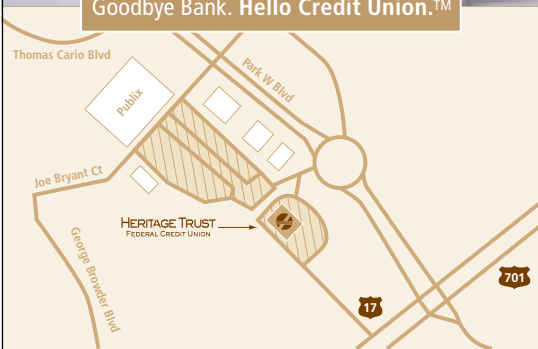 Goodbye Bank. Hello Credit Union.™
Thomas Cario Blvd
Park W Blvd
Publix
Joe Bryant Ct
HERITAGE TRUST
FEDERAL CREDIT UNION
George Browder Blvd
701
17